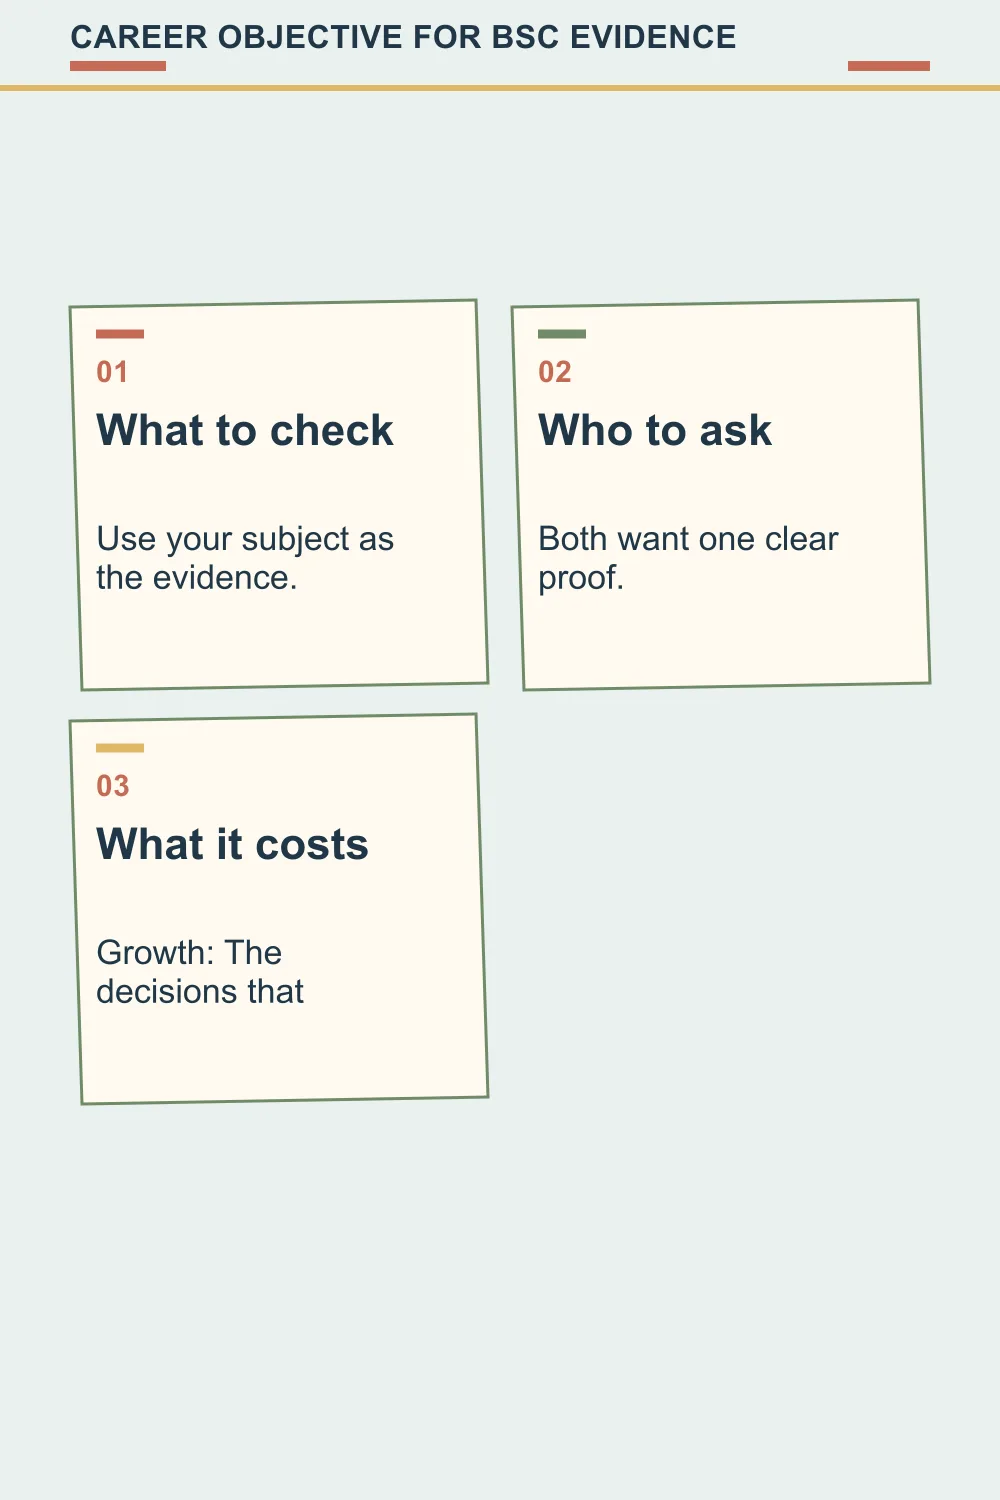 CAREER OBJECTIVE FOR BSC EVIDENCE
01
What to check
Use your subject as
the evidence.
02
Who to ask
Both want one clear
proof.
03
What it costs
Growth: The
decisions that